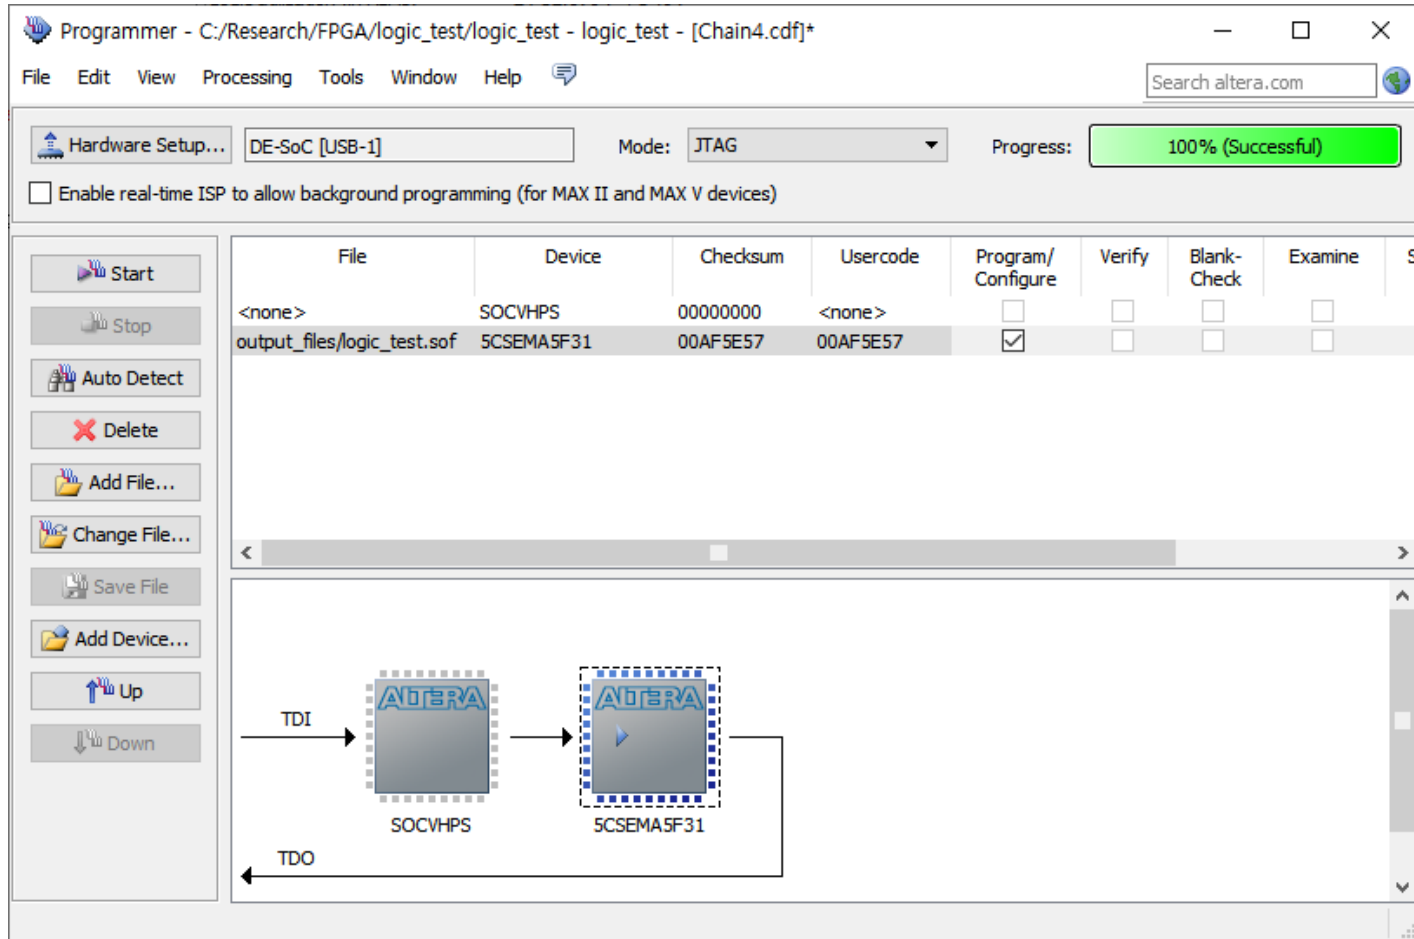 Programmer - C:/Research/FPGA/logic_test/logic_test - logic_test - [Chain4.cdf]*
File Edit View Processing Tools Window Help
Search altera.com
Hardware Setup... DE-SoC [USB-1] Mode: JTAG Progress: 100% (Successful)
Enable real-time ISP to allow background programming (for MAX II and MAX V devices)
File Device Checksum Usercode Program/ Configure Verify Blank- Check Examine S
<none> SOCVHPS 00000000 <none>
output_files/logic_test.sof 5CSEMA5F31 00AF5E57 00AF5E57
Start
Stop
Auto Detect
Delete
Add File...
Change File...
Save File
Add Device...
Up
Down
TDI
ALTERA
ALTERA
SOCVHPS
5CSEMA5F31
TDO